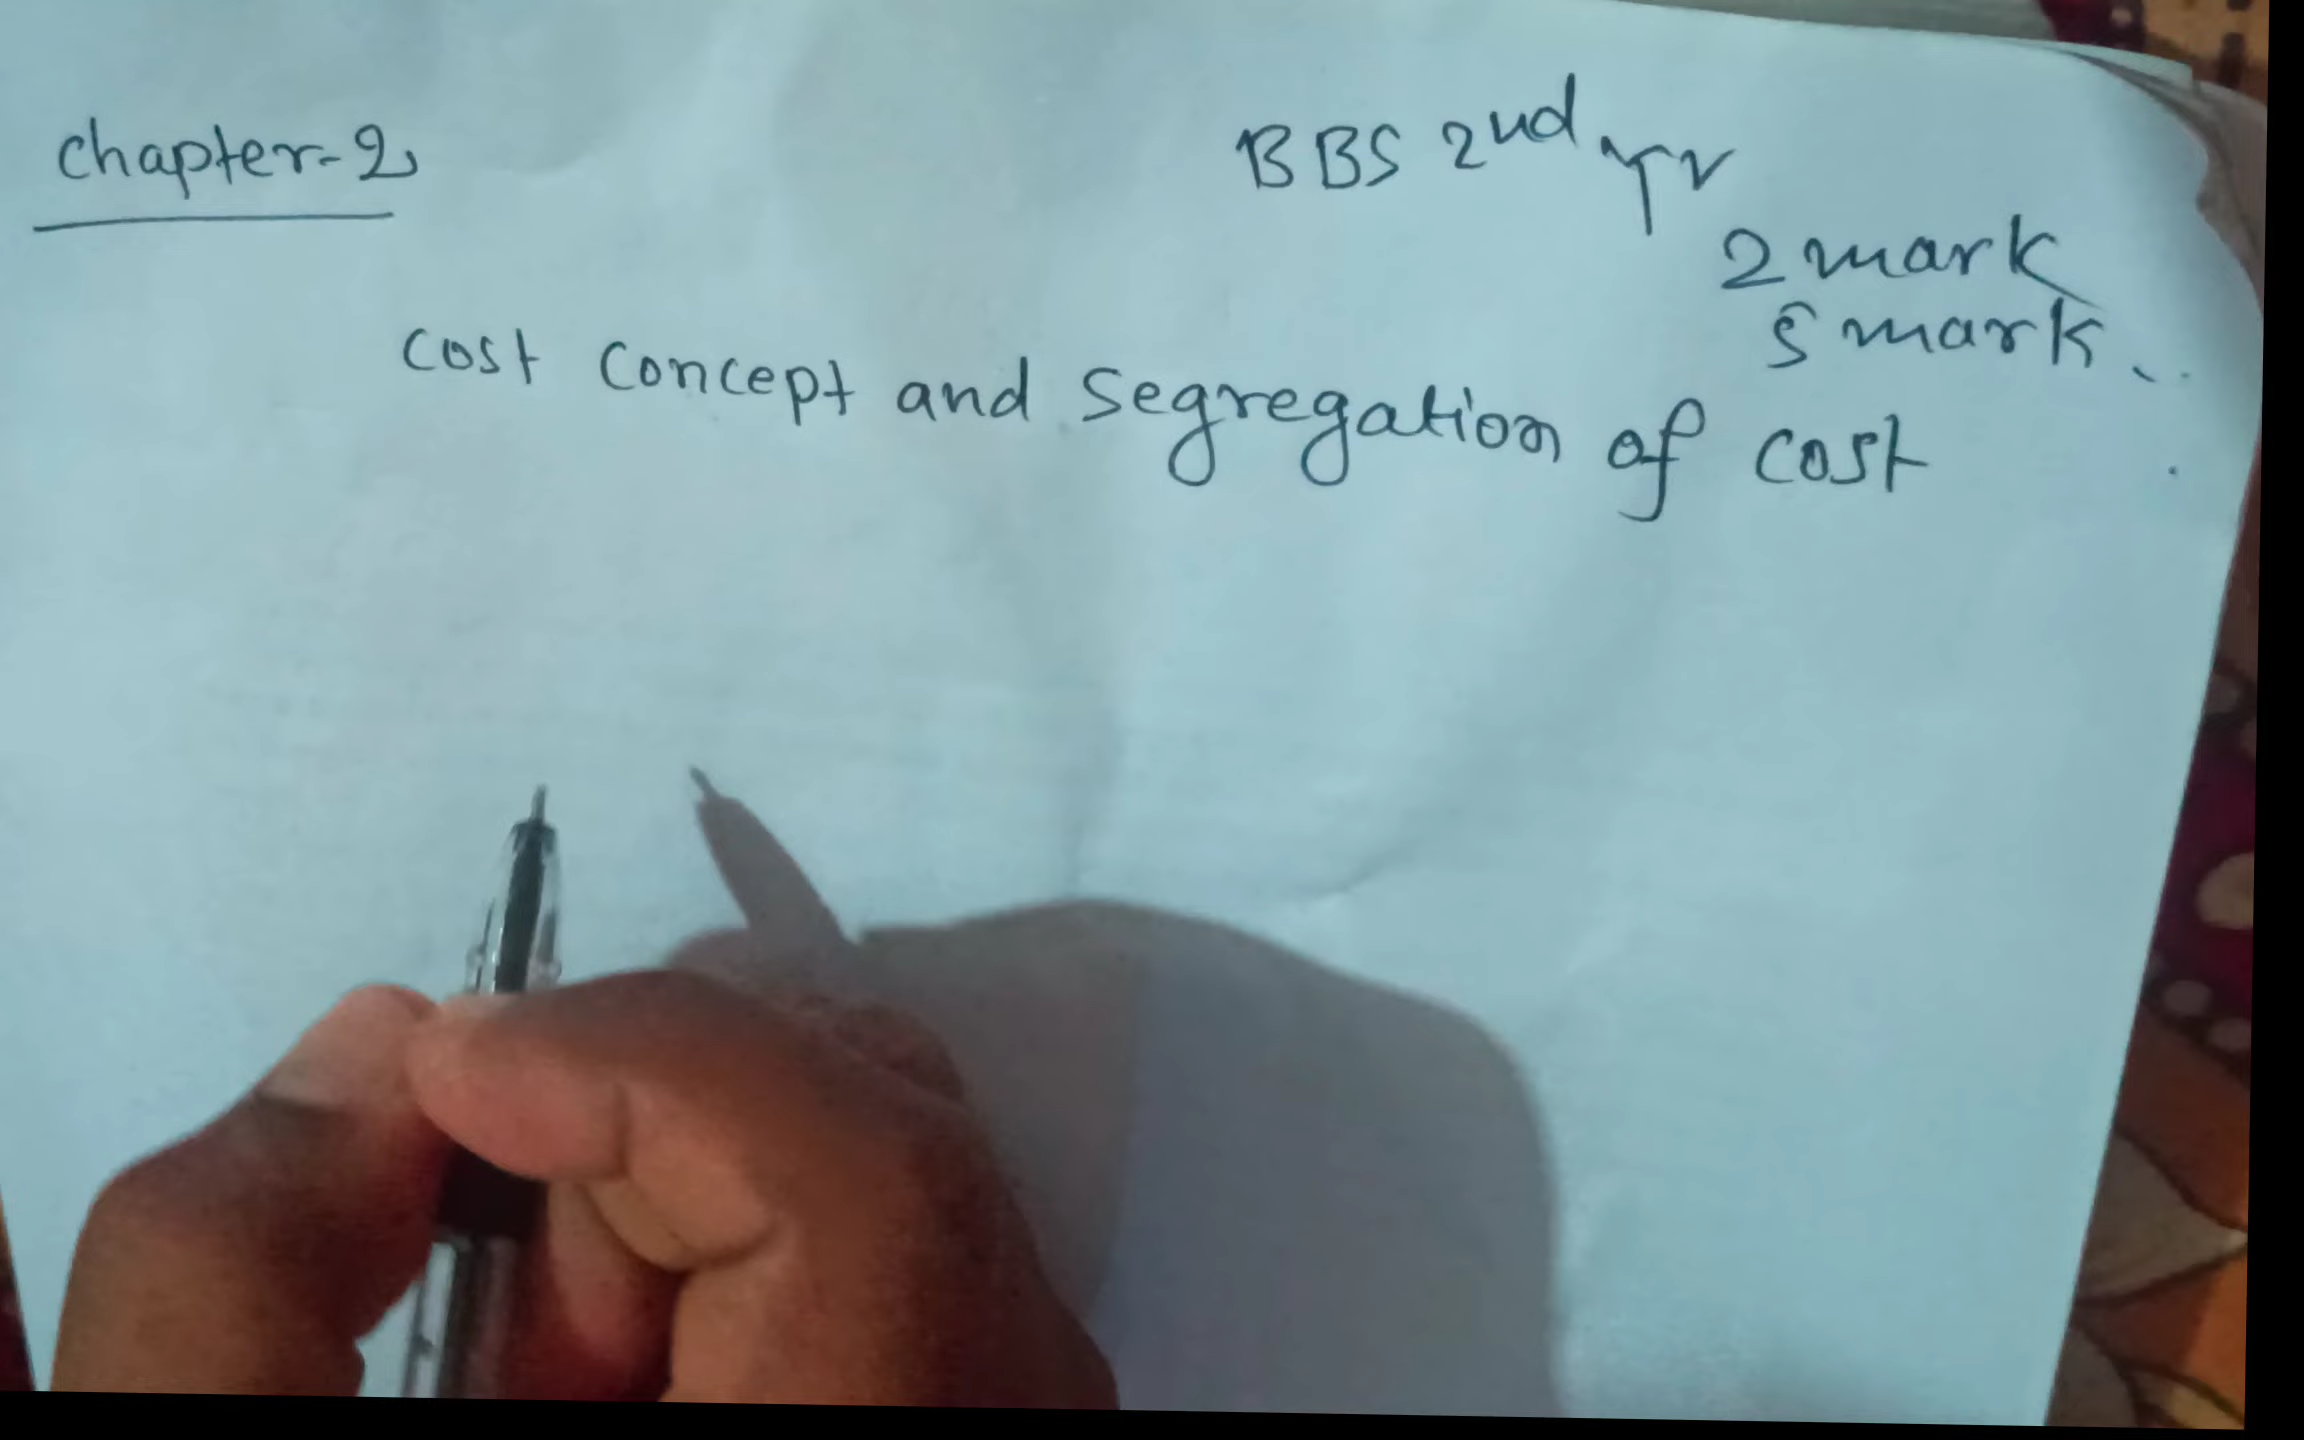 chapter-2
BBS 2nd yr
2 mark
5 mark..
cost concept and segregation of cost